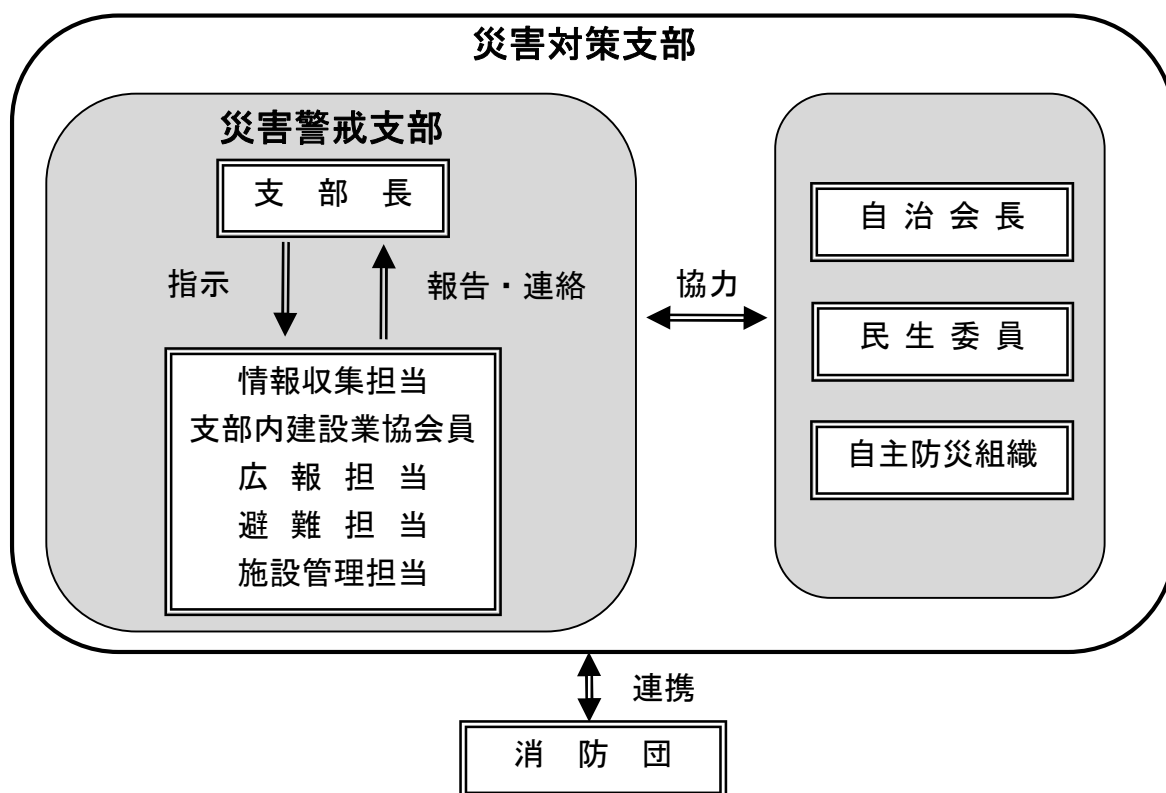 災害対策支部
災害警戒支部
支 部 長
指示
報告・連絡
情報収集担当
支部内建設業協会員
広 報 担 当
避 難 担 当
施設管理担当
協力
自 治 会 長
民 生 委 員
自主防災組織
連携
消 防 団